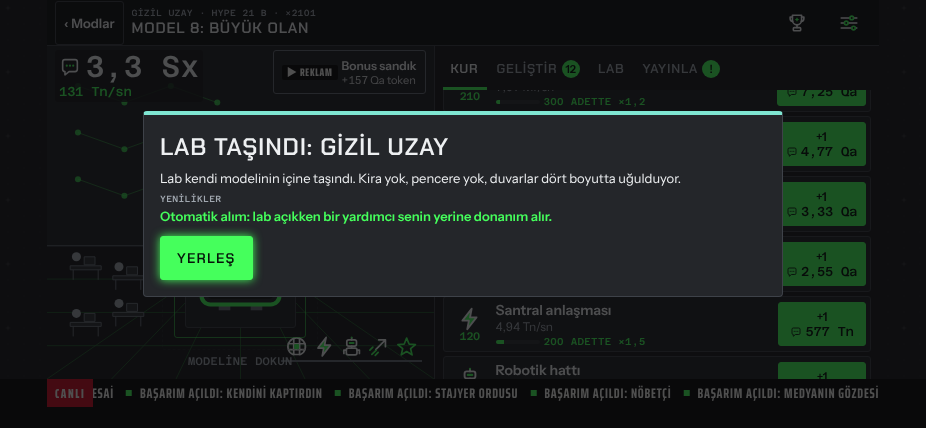 ‹ Modlar
GİZİL UZAY · HYPE 21 B · ×2101
MODEL 8: BÜYÜK OLAN
3,3 Sx
131 Tn/sn
REKLAM
Bonus sandık
+157 Qa token
KUR
GELİŞTİR 12
LAB
YAYINLA !
210
300 ADETTE ×1,2
7,25 Qa
LAB TAŞINDI: GİZİL UZAY
Lab kendi modelinin içine taşındı. Kira yok, pencere yok, duvarlar dört boyutta uğulduyor.
YENİLİKLER
Otomatik alım: lab açıkken bir yardımcı senin yerine donanım alır.
YERLEŞ
+1
4,77 Qa
+1
3,33 Qa
+1
2,55 Qa
Santral anlaşması
4,94 Tn/sn
120
200 ADETTE ×1,5
+1
577 Tn
Robotik hattı
+1
MODELİNE DOKUN
CANLI
ESAİ
BAŞARIM AÇILDI: KENDİNİ KAPTIRDIN
BAŞARIM AÇILDI: STAJYER ORDUSU
BAŞARIM AÇILDI: NÖBETÇİ
BAŞARIM AÇILDI: MEDYANIN GÖZDESİ